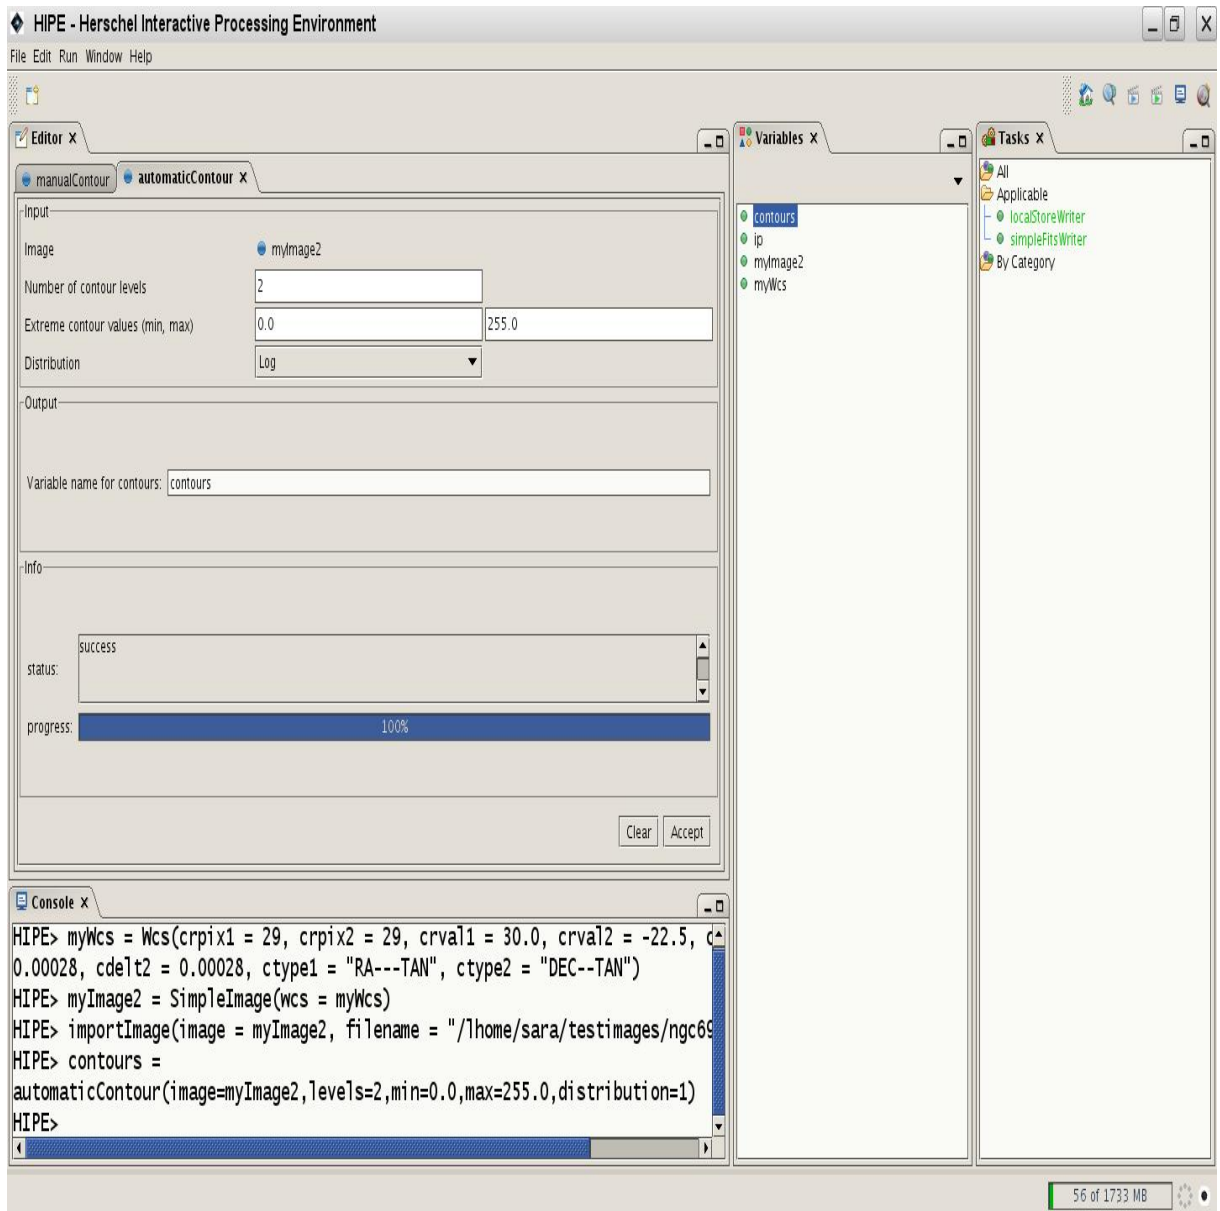 HIPE - Herschel Interactive Processing Environment
File Edit Run Window Help
Editor
Variables
Tasks
manualContour
automaticContour
Input
Image
myImage2
Number of contour levels
2
Extreme contour values (min, max)
0.0
255.0
Distribution
Log
Output
Variable name for contours:
contours
Info
status:
success
progress:
100%
Clear
Accept
contours
ip
myImage2
myWcs
All
Applicable
localStoreWriter
simpleFitsWriter
By Category
Console
HIPE> myWcs = Wcs(crpix1 = 29, crpix2 = 29, crval1 = 30.0, crval2 = -22.5,
0.00028, cdelt2 = 0.00028, ctype1 = "RA---TAN", ctype2 = "DEC--TAN")
HIPE> myImage2 = SimpleImage(wcs = myWcs)
HIPE> importImage(image = myImage2, filename = "/lhome/sara/testimages/ngc69
HIPE> contours =
automaticContour(image=myImage2,levels=2,min=0.0,max=255.0,distribution=1)
HIPE>
56 of 1733 MB